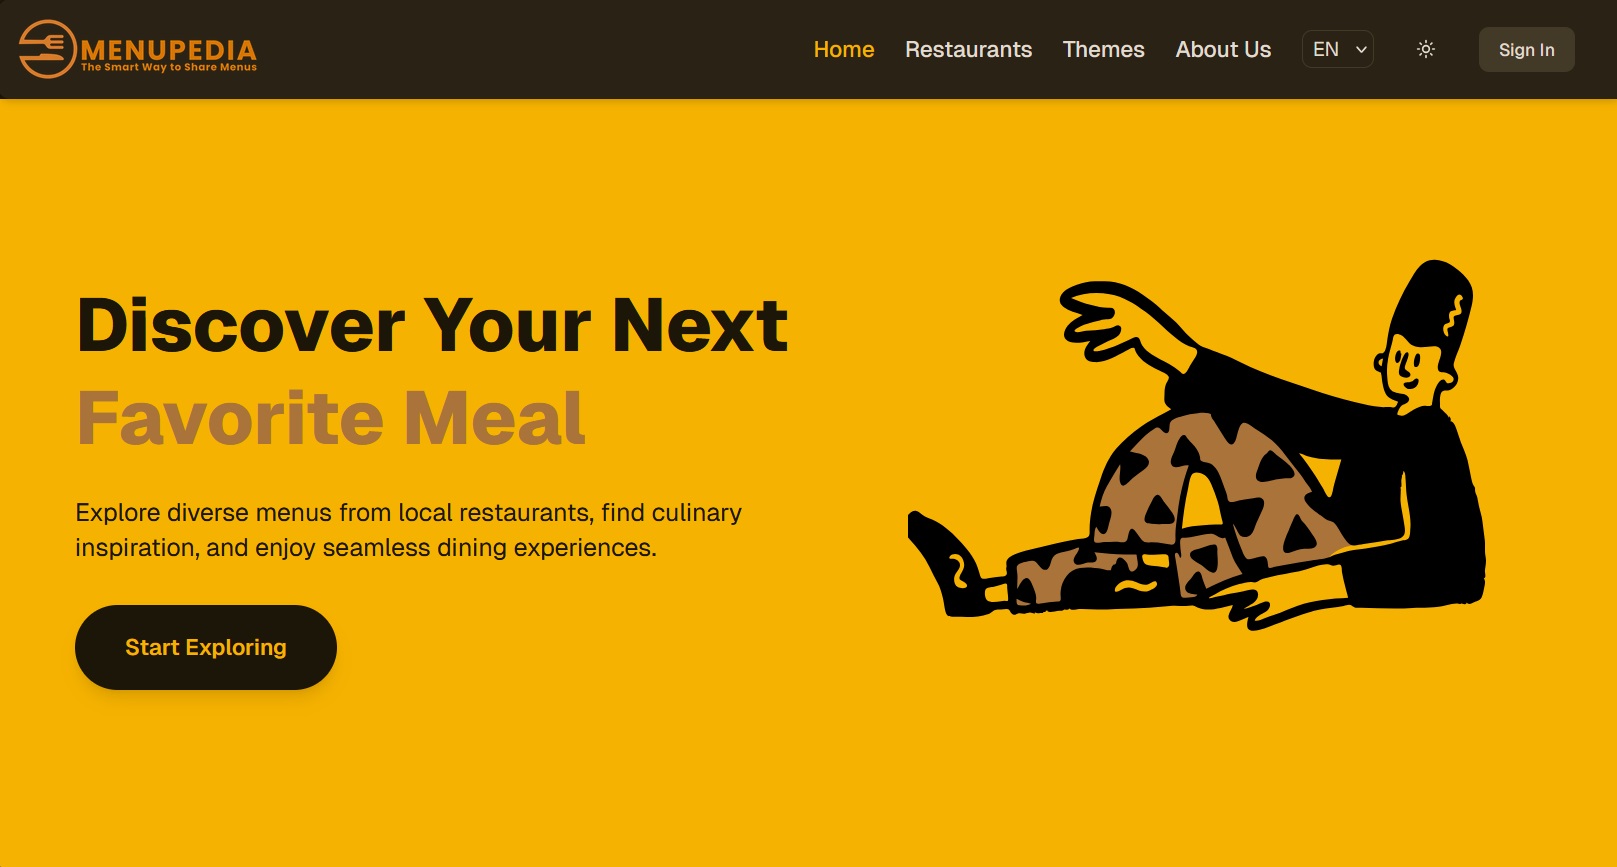 MENUPEDIA
The Smart Way to Share Menus
Home Restaurants Themes About Us EN Sign In
Discover Your Next
Favorite Meal
Explore diverse menus from local restaurants, find culinary
inspiration, and enjoy seamless dining experiences.
Start Exploring